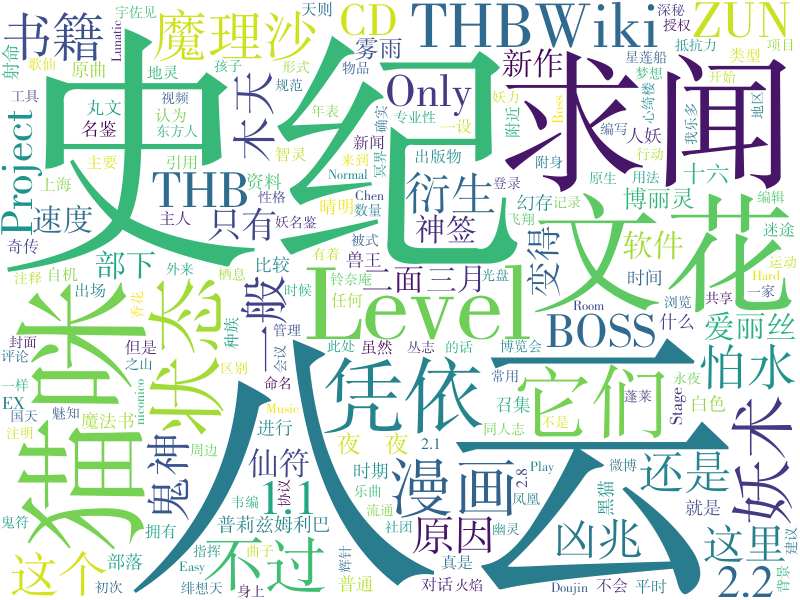 宇佐见
天则
深秘
授权
书籍
魔理沙
CD
THBWiki
ZUN
Lunatic
雾雨
射命
歌仙
原曲
地灵
孩子
形式
物品
Only
新作
星莲船
类型
项目
抵抗力
梦想
开始
工具
丸文
视频
规范
年表
专业性
木天
史纪
求闻
妖力
Boss
心绮楼
地区
名鉴
认为
东方人
确实
一设
附近
我乐多
Project
主要
引用
智灵
新闻
来到
冥界
编写
人妖
行动
THB
出版物
附身
十六
上海
资料
Normal
Chen
登录
原生
用法
速度
性格
晴明
数量
衍生
飞翔
记录
幻存
博丽灵
编辑
奇传
主人
妖名鉴
只有
被式
神签
文花
软件
迷途
注释
自机
外来
栖息
比较
有着
兽王
铃奈庵
光盘
二面三月
变得
时间
运动
Hard
部下
出场
时候
任何
Level
共享
一家
浏览
Room
什么
封面
香花
种族
管理
会议
此处
虽然
丛志
的话
博览会
BOSS
爱丽丝
评论
但是
之山
一般
猫咪
状态
八云
凭依
它们
怕水
一样
区别
命名
常用
召集
永夜
蓬莱
白色
EX
魅知
niconico
Music
同人志
不是
Stage
国天
魔法书
鬼神
进行
夜
夜
2.1
注明
周边
仙符
时期
漫画
2.8
Play
微博
黑猫
还是
妖术
鬼符
韦编
协议
1.1
乐曲
流通
凤凰
就是
拥有
普莉兹姆利巴
社团
幽灵
原因
凶兆
这里
这个
部落
指挥
曲子
不过
辉针
对话
火焰
真是
不会
平时
2.2
建议
背景
初次
绯想天
Easy
身上
普通
Doujin